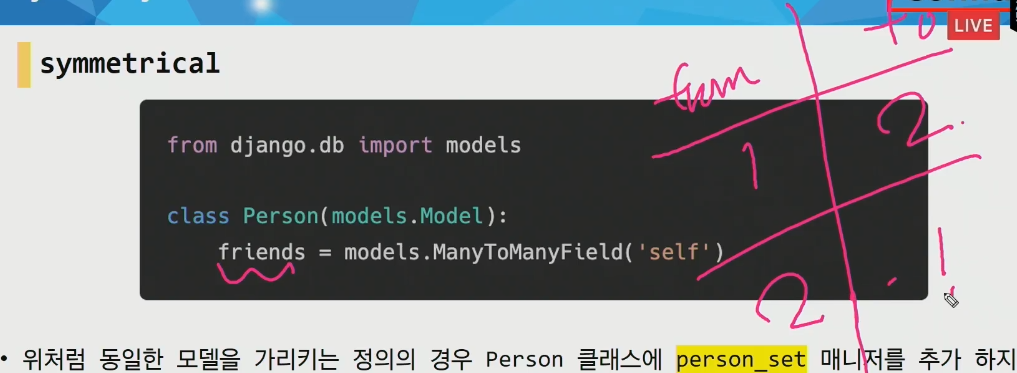 LIVE
to
symmetrical
from
from django.db import models
1 2
class Person(models.Model):
friends = models.ManyToManyField('self')
2 1
• 위처럼 동일한 모델을 가리키는 정의의 경우 Person 클래스에 person_set 매니저를 추가 하지